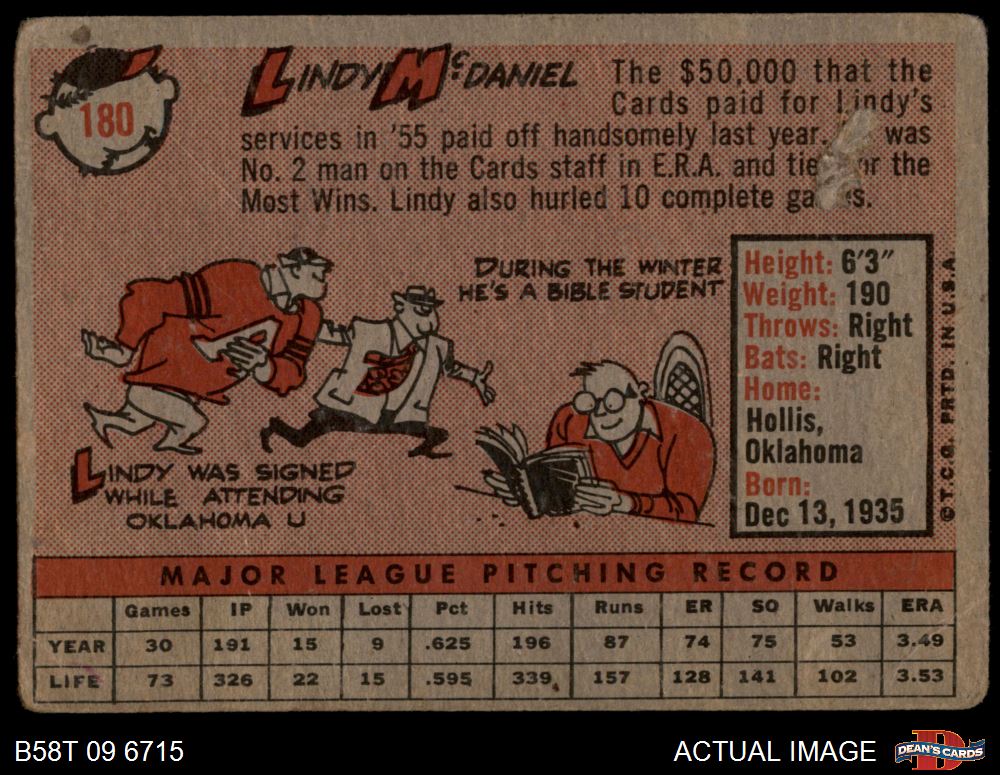 180
LINDY McDANIEL
The $50,000 that the
Cards paid for Lindy's
services in '55 paid off handsomely last year. was
No. 2 man on the Cards staff in E.R.A. and tie or the
Most Wins. Lindy also hurled 10 complete ga s.
DURING THE WINTER
HE'S A BIBLE STUDENT
LINDY WAS SIGNED
WHILE ATTENDING
OKLAHOMA U
Height: 6'3"
Weight: 190
Throws: Right
Bats: Right
Home:
Hollis,
Oklahoma
Born:
Dec 13, 1935
© T.C.G. PRTD. IN U.S.A.
MAJOR LEAGUE PITCHING RECORD
Games IP Won Lost Pct Hits Runs ER SO Walks ERA
YEAR 30 191 15 9 .625 196 87 74 75 53 3.49
LIFE 73 326 22 15 .595 339 157 128 141 102 3.53
B58T 09 6715
ACTUAL IMAGE
DEAN'S CARDS